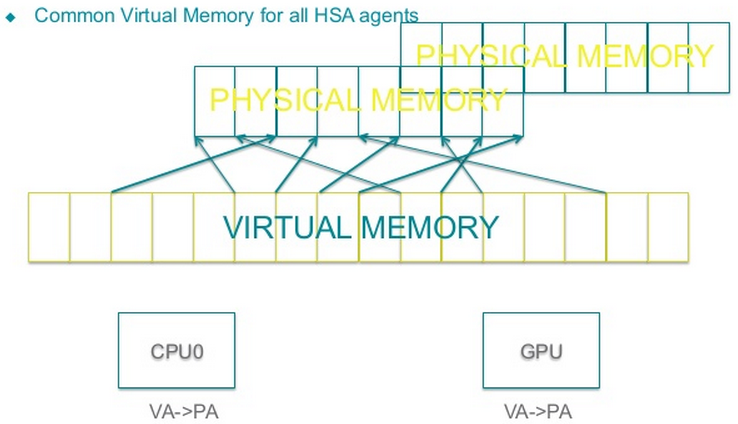 ◆ Common Virtual Memory for all HSA agents
PHYSICAL MEMORY
PHYSICAL MEMORY
VIRTUAL MEMORY
CPU0
GPU
VA->PA
VA->PA